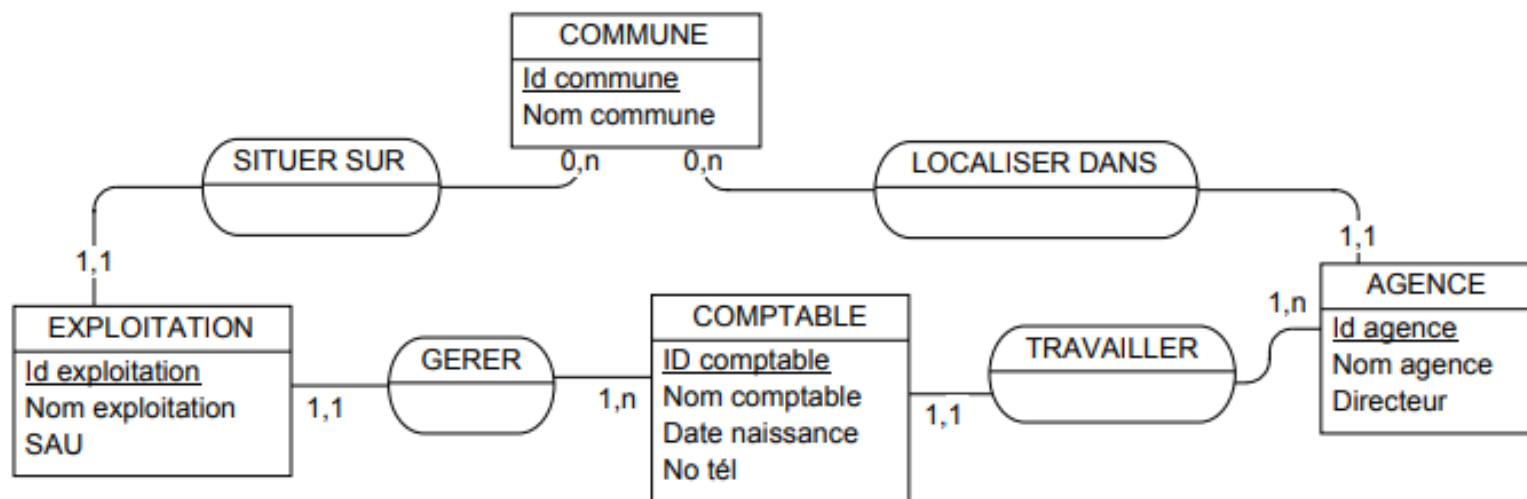 COMMUNE
Id commune
Nom commune
SITUER SUR
0,n
0,n
LOCALISER DANS
1,1
1,1
EXPLOITATION
Id exploitation
Nom exploitation
SAU
GERER
1,1
1,n
COMPTABLE
ID comptable
Nom comptable
Date naissance
No tél
TRAVAILLER
1,1
1,n
AGENCE
Id agence
Nom agence
Directeur